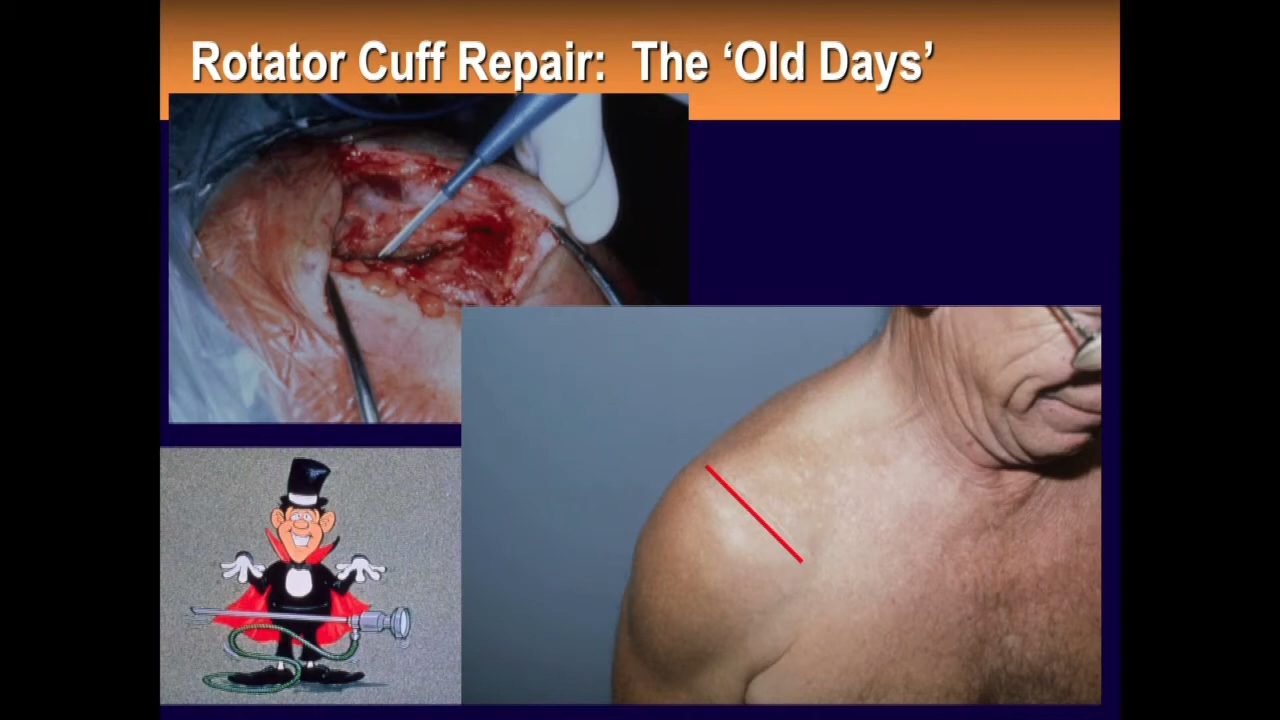 Rotator Cuff Repair: The ‘Old Days’